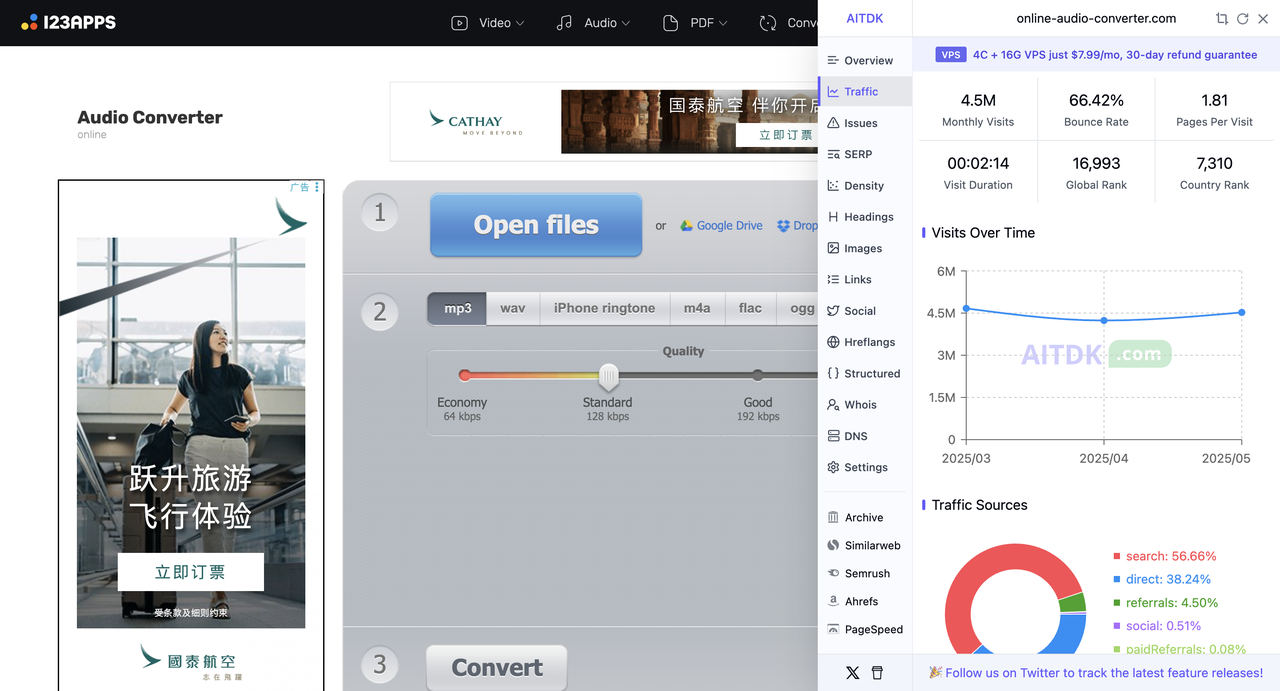 123APPS
Video
Audio
PDF
Conv
Audio Converter
online
CATHAY
MOVE BEYOND
国泰航空 伴你开启
立即订票
广告
跃升旅游
飞行体验
立即订票
受条款及细则约束
國泰航空
志在飛躍
1
Open files
or
Google Drive
Drop
2
mp3
wav
iPhone ringtone
m4a
flac
ogg
Quality
Economy
64 kbps
Standard
128 kbps
Good
192 kbps
3
Convert
AITDK
Overview
Traffic
Issues
SERP
Density
Headings
Images
Links
Social
Hreflangs
Structured
Whois
DNS
Settings
Archive
Similarweb
Semrush
Ahrefs
PageSpeed
online-audio-converter.com
VPS 4C + 16G VPS just $7.99/mo, 30-day refund guarantee
4.5M
Monthly Visits
66.42%
Bounce Rate
1.81
Pages Per Visit
00:02:14
Visit Duration
16,993
Global Rank
7,310
Country Rank
Visits Over Time
6M
4.5M
3M
1.5M
0
AITDK.com
2025/03
2025/04
2025/05
Traffic Sources
search: 56.66%
direct: 38.24%
referrals: 4.50%
social: 0.51%
paidReferrals: 0.08%
🎉 Follow us on Twitter to track the latest feature releases!